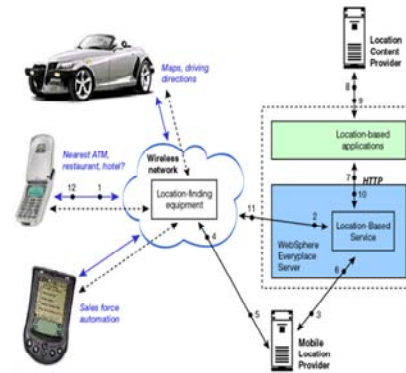 Location
Content
Provider
Maps, driving
directions
8
9
Location-based
applications
Nearest ATM,
restaurant, hotel?
Wireless
network
7
HTTP
10
12
1
Location-finding
equipment
11
2
Location-Based
Service
4
WebSphere
Everyplace
Server
6
Sales force
automation
5
3
Mobile
Location
Provider